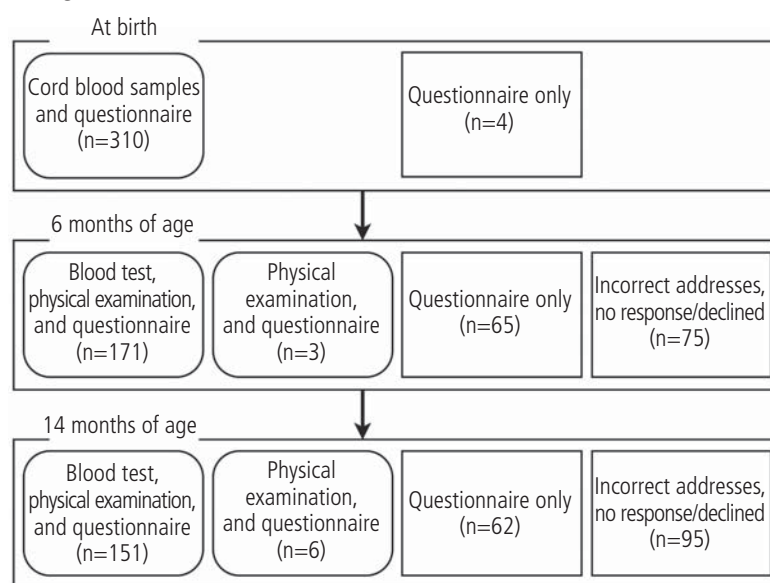 At birth
Cord blood samples
and questionnaire
(n=310)
Questionnaire only
(n=4)
6 months of age
Blood test,
physical examination,
and questionnaire
(n=171)
Physical
examination,
and questionnaire
(n=3)
Questionnaire only
(n=65)
Incorrect addresses,
no response/declined
(n=75)
14 months of age
Blood test,
physical examination,
and questionnaire
(n=151)
Physical
examination,
and questionnaire
(n=6)
Questionnaire only
(n=62)
Incorrect addresses,
no response/declined
(n=95)